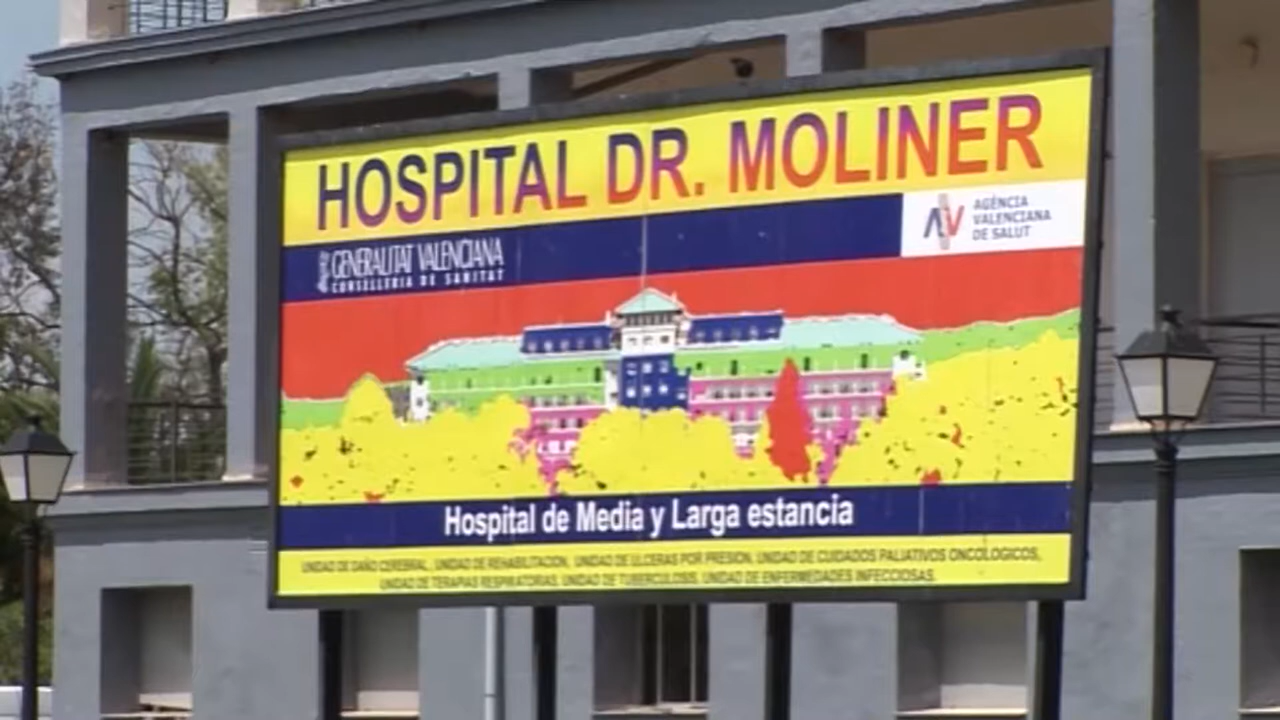 HOSPITAL DR. MOLINER
GENERALITAT VALENCIANA
CONSELLERIA DE SANITAT
AGÈNCIA
VALENCIANA
DE SALUT
Hospital de Media y Larga estancia
UNIDAD DE DAÑO CEREBRAL, UNIDAD DE REHABILITACION, UNIDAD DE ULCERAS POR PRESION, UNIDAD DE CUIDADOS PALIATIVOS ONCOLOGICOS,
UNIDAD DE TERAPIAS RESPIRATORIAS, UNIDAD DE TUBERCULOSIS, UNIDAD DE ENFERMEDADES INFECCIOSAS.